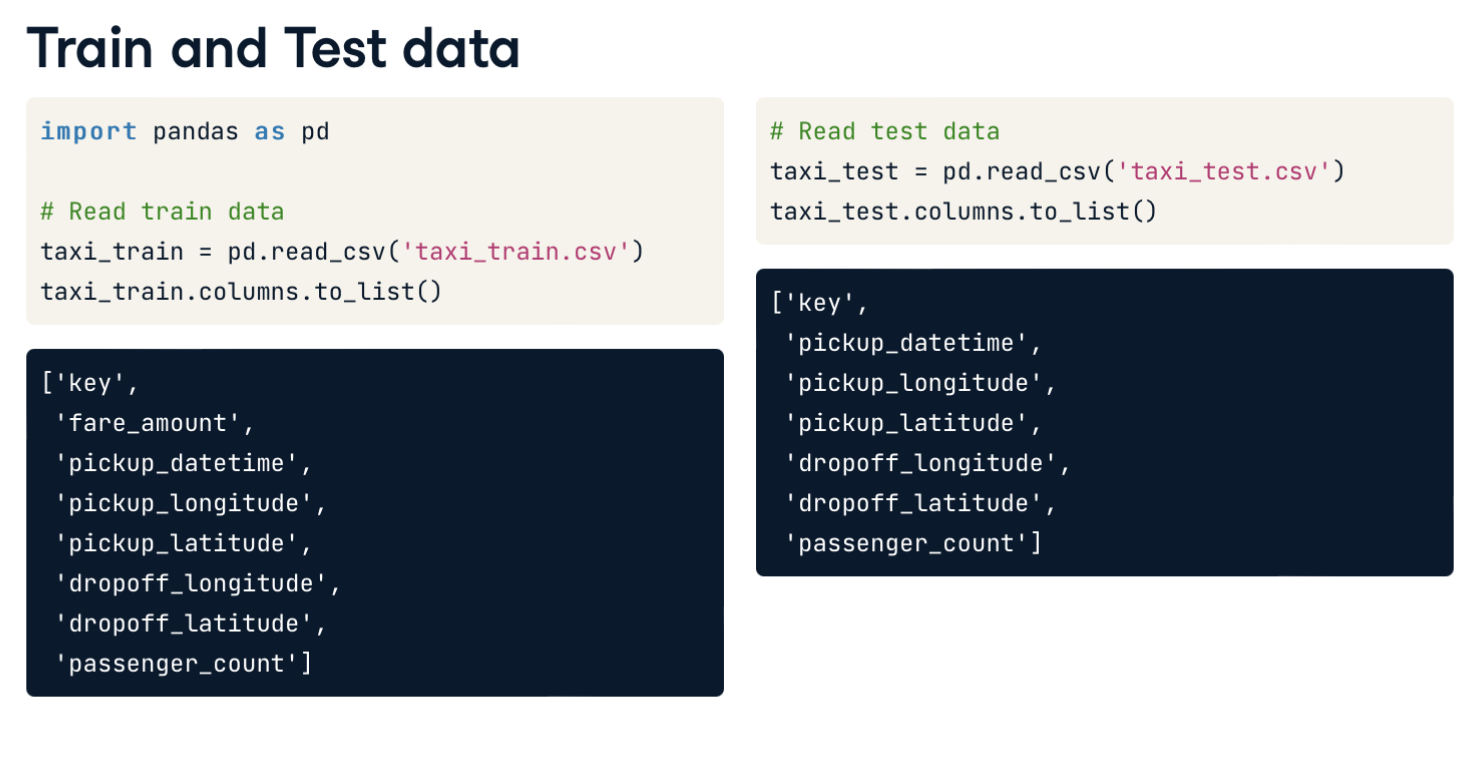 Train and Test data
import pandas as pd
# Read train data
taxi_train = pd.read_csv('taxi_train.csv')
taxi_train.columns.to_list()
['key',
 'fare_amount',
 'pickup_datetime',
 'pickup_longitude',
 'pickup_latitude',
 'dropoff_longitude',
 'dropoff_latitude',
 'passenger_count']
# Read test data
taxi_test = pd.read_csv('taxi_test.csv')
taxi_test.columns.to_list()
['key',
 'pickup_datetime',
 'pickup_longitude',
 'pickup_latitude',
 'dropoff_longitude',
 'dropoff_latitude',
 'passenger_count']